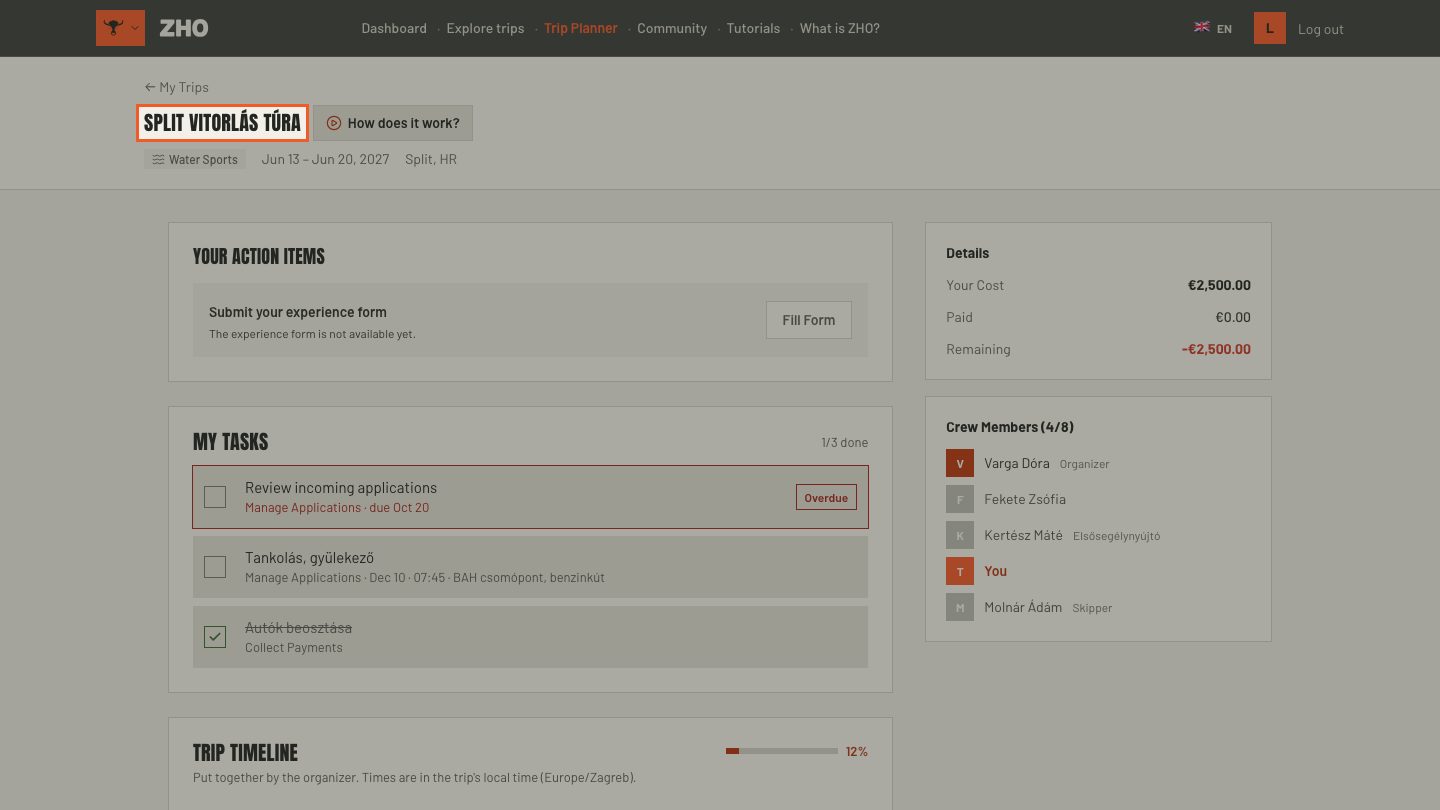 ZHO
Dashboard · Explore trips · Trip Planner · Community · Tutorials · What is ZHO?
EN
L
Log out
← My Trips
SPLIT VITORLÁS TÚRA
How does it work?
Water Sports
Jun 13 – Jun 20, 2027
Split, HR
YOUR ACTION ITEMS
Submit your experience form
The experience form is not available yet.
Fill Form
MY TASKS
1/3 done
Review incoming applications
Manage Applications · due Oct 20
Overdue
Tankolás, gyülekező
Manage Applications · Dec 10 · 07:45 · BAH csomópont, benzinkút
Autók beosztása
Collect Payments
TRIP TIMELINE
12%
Put together by the organizer. Times are in the trip's local time (Europe/Zagreb).
Details
Your Cost €2,500.00
Paid €0.00
Remaining -€2,500.00
Crew Members (4/8)
V Varga Dóra Organizer
F Fekete Zsófia
K Kertész Máté Elsősegélynyújtó
T You
M Molnár Ádám Skipper